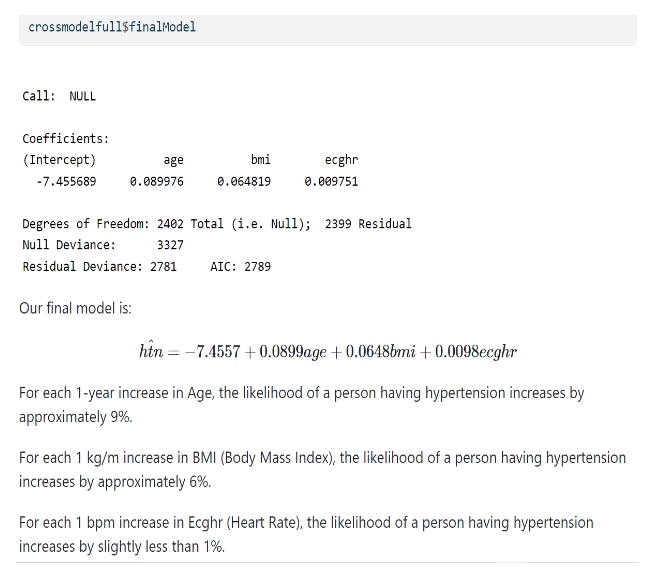 crossmodelfull$finalModel
Call:  NULL
Coefficients:
(Intercept)          age          bmi        ecghr
-7.455689     0.089976     0.064819     0.009751
Degrees of Freedom: 2402 Total (i.e. Null);  2399 Residual
Null Deviance:      3327
Residual Deviance: 2781     AIC: 2789
Our final model is:
htn̂ = −7.4557 + 0.0899age + 0.0648bmi + 0.0098ecghr
For each 1-year increase in Age, the likelihood of a person having hypertension increases by
approximately 9%.
For each 1 kg/m increase in BMI (Body Mass Index), the likelihood of a person having hypertension
increases by approximately 6%.
For each 1 bpm increase in Ecghr (Heart Rate), the likelihood of a person having hypertension
increases by slightly less than 1%.